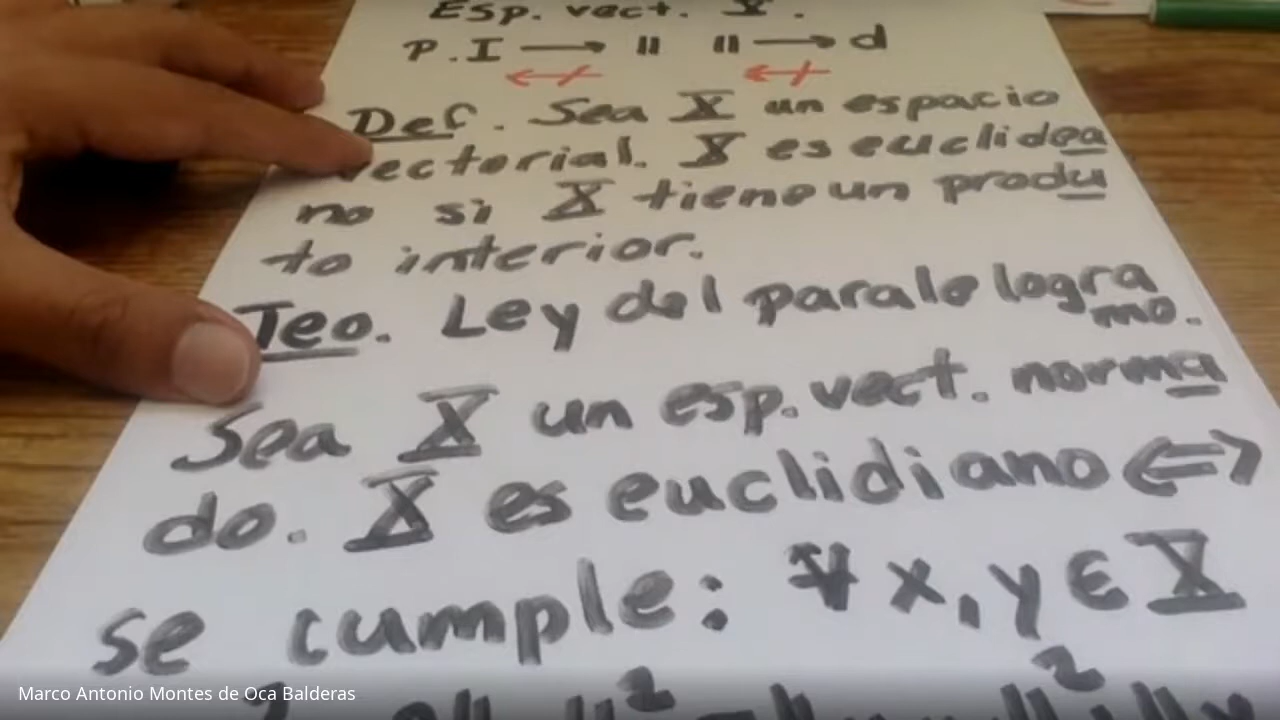 Esp. vect. X.
P.I → || || → d
Def. Sea X un espacio
vectorial. X es euclidea
no si X tiene un produ
to interior.
Teo. Ley del paralelogra
mo.
Sea X un esp. vect. norma
do. X es euclidiano ⇔
se cumple: ∀ x, y ∈ X
Marco Antonio Montes de Oca Balderas